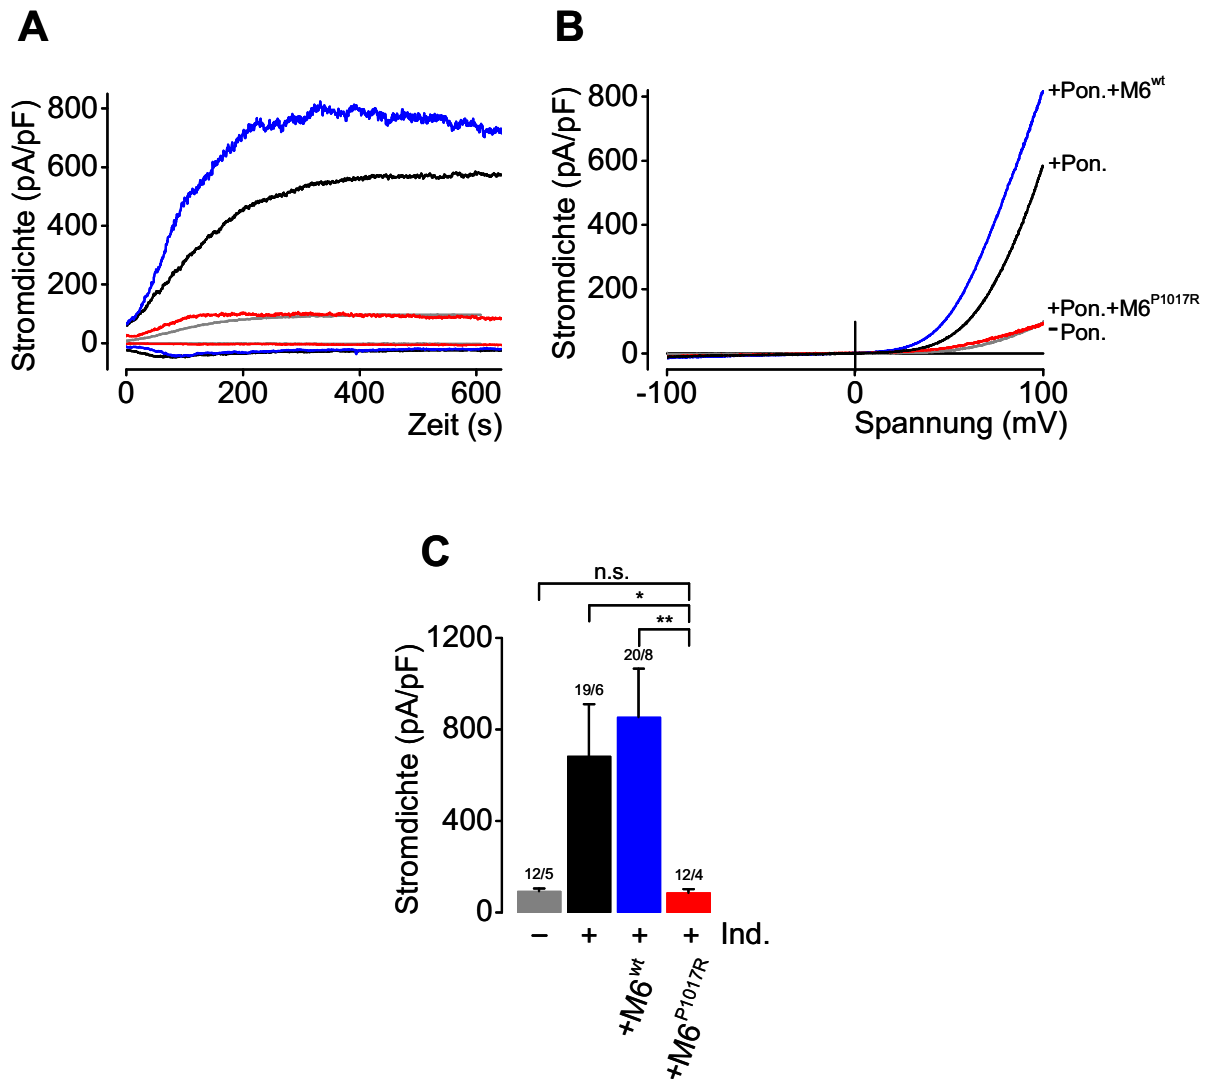 A
Stromdichte (pA/pF)
800
600
400
200
0
0 200 400 600
Zeit (s)
B
Stromdichte (pA/pF)
800
600
400
200
0
-100 0 100
Spannung (mV)
+Pon.+M6wt
+Pon.
+Pon.+M6P1017R
−Pon.
C
n.s.
*
**
Stromdichte (pA/pF)
1200
800
400
0
12/5 19/6 20/8 12/4
− + + + Ind.
+M6wt
+M6P1017R